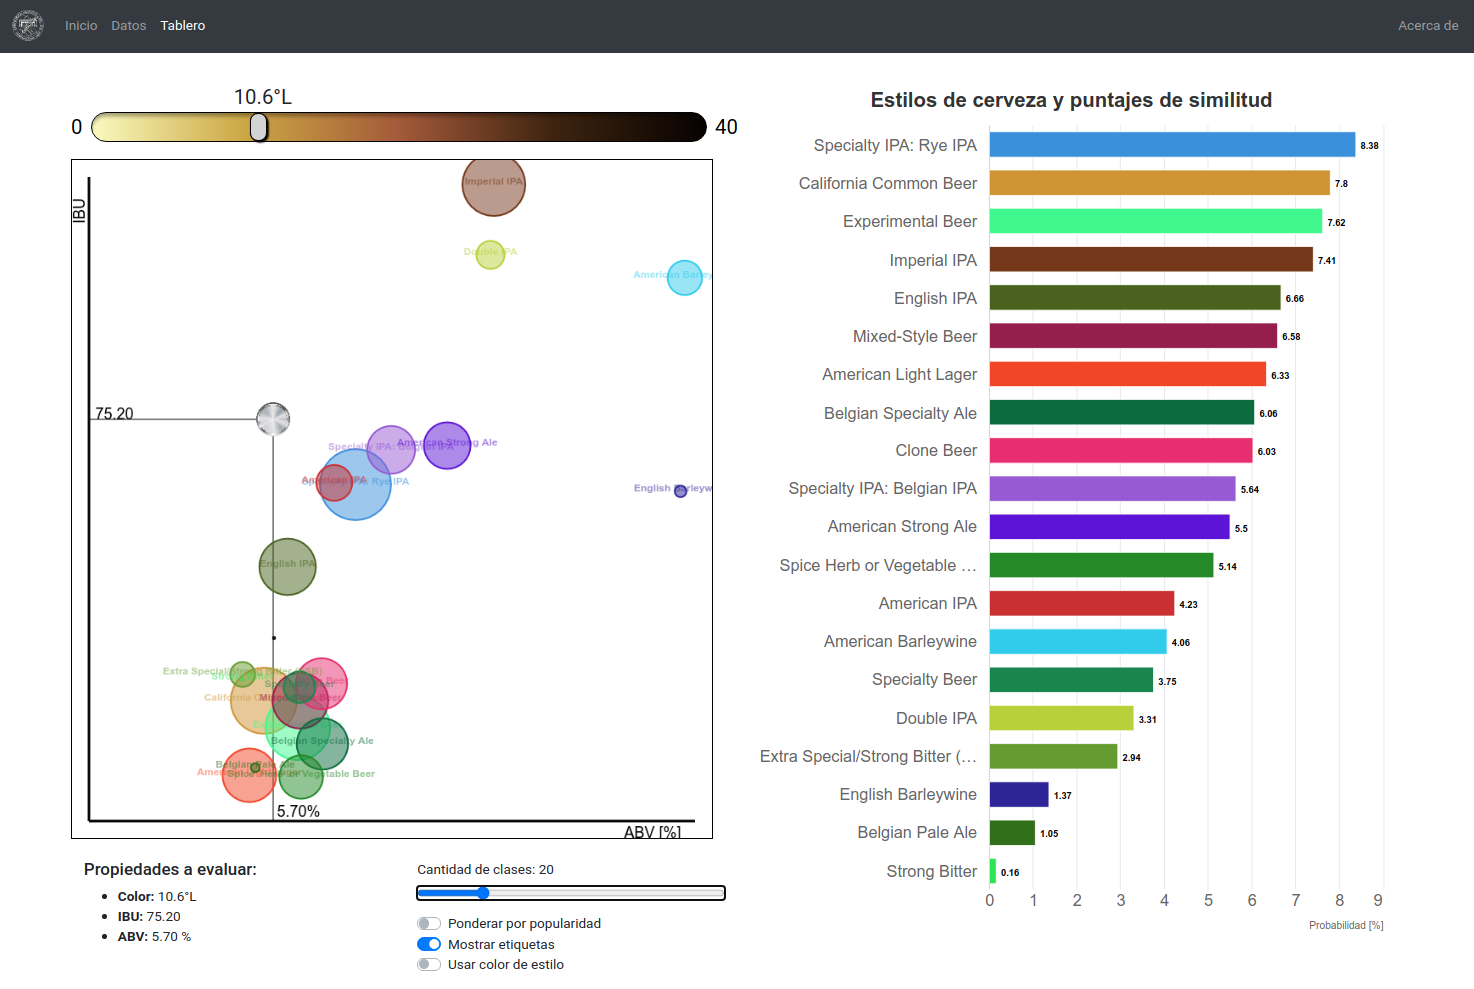 Inicio Datos Tablero Acerca de
10.6°L
0 40
IBU
Imperial IPA
Double IPA
American Barleyw
75.20
American Strong Ale
Specialty IPA: Belgian IPA
American IPA
Rye IPA
English Barleyw
English IPA
Extra Special/Strong Bitter (ESB)
Specialty Beer
California C
Mixed-Style Beer
Belgian Specialty Ale
Belgian Pale Ale
Spice Herb or Vegetable Beer
5.70%
ABV [%]
Propiedades a evaluar:
Color: 10.6°L
IBU: 75.20
ABV: 5.70 %
Cantidad de clases: 20
Ponderar por popularidad
Mostrar etiquetas
Usar color de estilo
Estilos de cerveza y puntajes de similitud
Specialty IPA: Rye IPA 8.38
California Common Beer 7.8
Experimental Beer 7.62
Imperial IPA 7.41
English IPA 6.66
Mixed-Style Beer 6.58
American Light Lager 6.33
Belgian Specialty Ale 6.06
Clone Beer 6.03
Specialty IPA: Belgian IPA 5.64
American Strong Ale 5.5
Spice Herb or Vegetable … 5.14
American IPA 4.23
American Barleywine 4.06
Specialty Beer 3.75
Double IPA 3.31
Extra Special/Strong Bitter (… 2.94
English Barleywine 1.37
Belgian Pale Ale 1.05
Strong Bitter 0.16
0 1 2 3 4 5 6 7 8 9
Probabilidad [%]